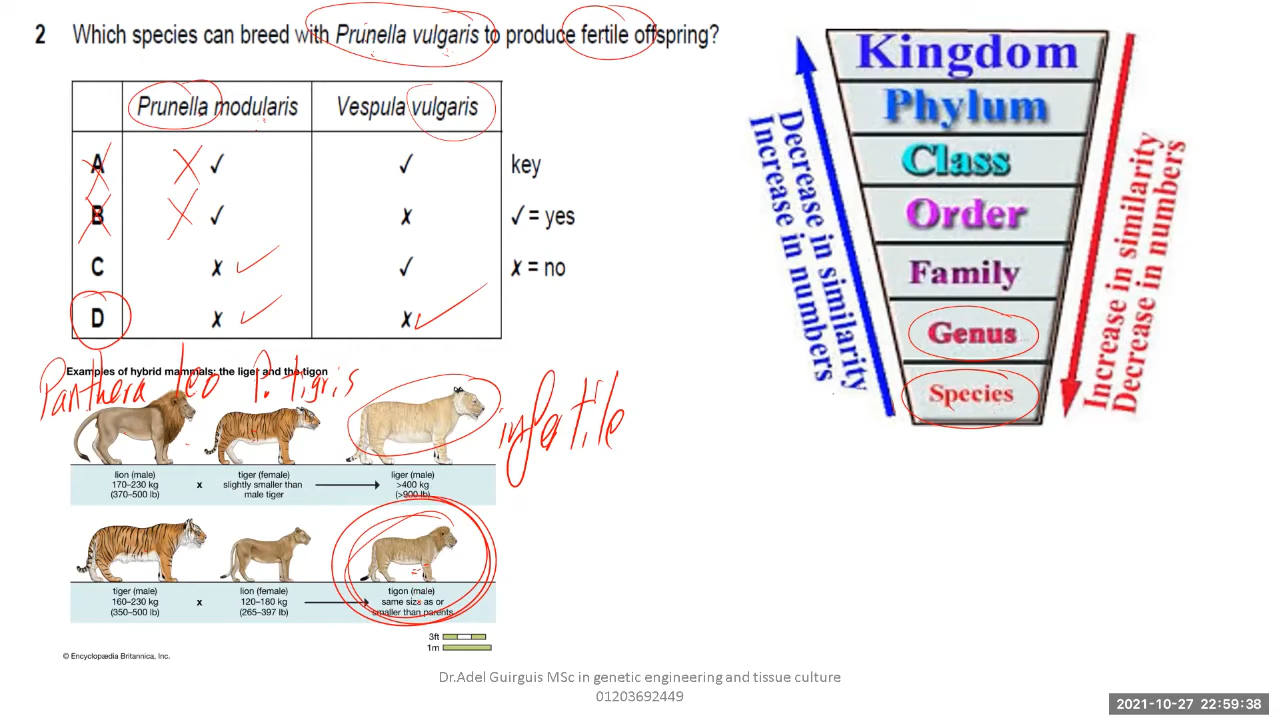 2 Which species can breed with Prunella vulgaris to produce fertile offspring?
Prunella modularis Vespula vulgaris
A ✓ ✓ key
B ✓ ✗ ✓ = yes
C ✗ ✓ ✗ = no
D ✗ ✗
Examples of hybrid mammals: the liger and the tigon
Panthera leo P. tigris
infertile
lion (male)
170–230 kg
(370–500 lb)
x
tiger (female)
slightly smaller than
male tiger
liger (male)
>400 kg
(>900 lb)
tiger (male)
160–230 kg
(350–500 lb)
x
lion (female)
120–180 kg
(265–397 lb)
tigon (male)
same size as or
smaller than parents
3ft
1m
© Encyclopædia Britannica, Inc.
Decrease in similarity
Increase in numbers
Kingdom
Phylum
Class
Order
Family
Genus
Species
Increase in similarity
Decrease in numbers
Dr.Adel Guirguis MSc in genetic engineering and tissue culture
01203692449
2021-10-27 22:59:38